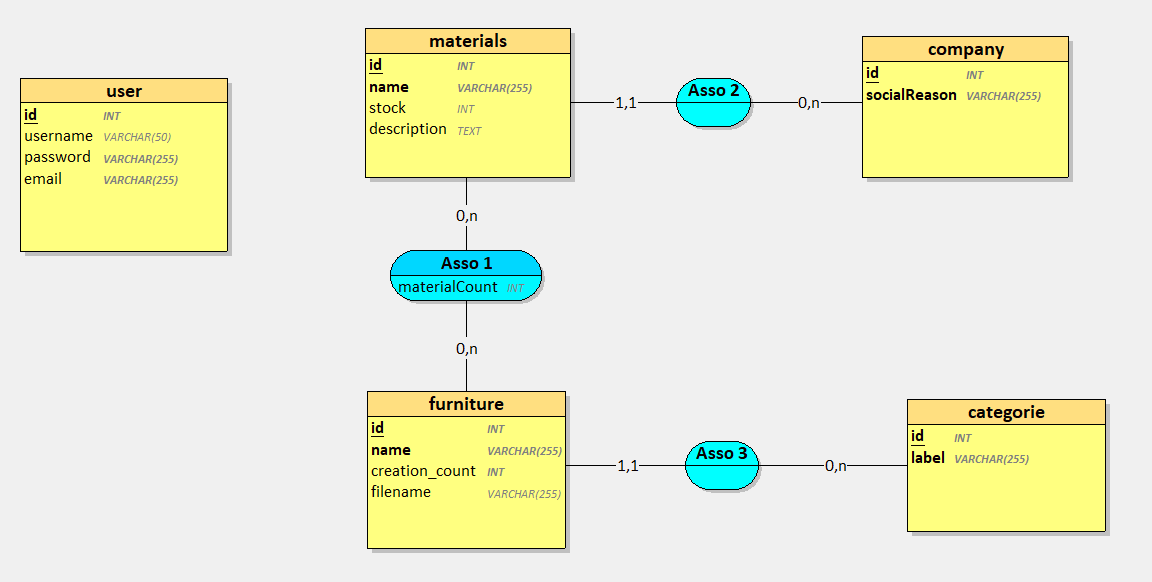 user
id INT
username VARCHAR(50)
password VARCHAR(255)
email VARCHAR(255)
materials
id INT
name VARCHAR(255)
stock INT
description TEXT
1,1
Asso 2
0,n
company
id INT
socialReason VARCHAR(255)
0,n
Asso 1
materialCount INT
0,n
furniture
id INT
name VARCHAR(255)
creation_count INT
filename VARCHAR(255)
1,1
Asso 3
0,n
categorie
id INT
label VARCHAR(255)